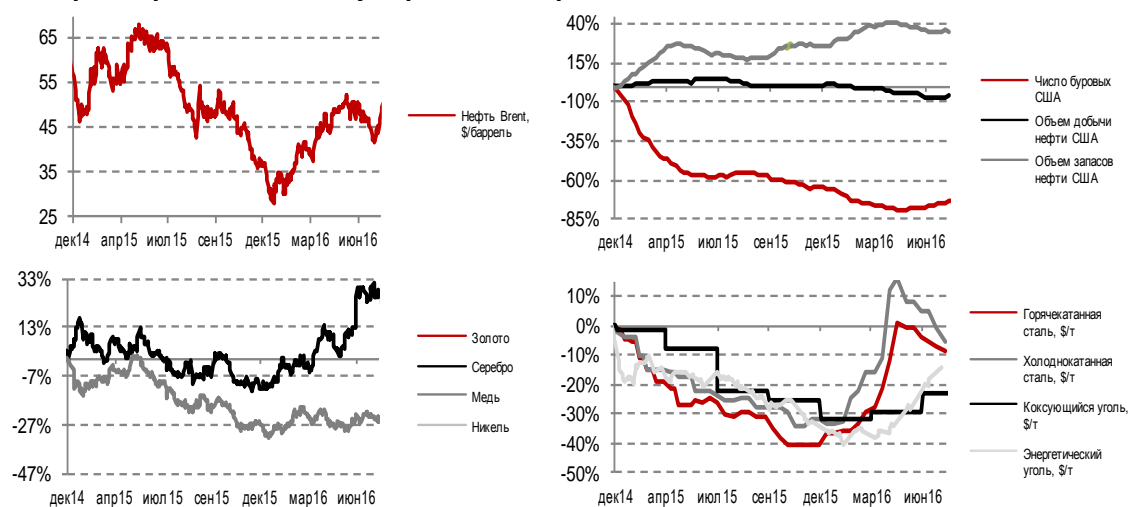 65
55
45
35
25
дек14 апр15 июл15 сен15 дек15 мар16 июн16
Нефть Brent,
$/баррель
40%
15%
-10%
-35%
-60%
-85%
дек14 апр15 июл15 сен15 дек15 мар16 июн16
Число буровых
США
Объем добычи
нефти США
Объем запасов
нефти США
33%
13%
-7%
-27%
-47%
дек14 апр15 июл15 сен15 дек15 мар16 июн16
Золото
Серебро
Медь
Никель
10%
0%
-10%
-20%
-30%
-40%
-50%
дек14 апр15 июл15 сен15 дек15 мар16 июн16
Горячекатанная
сталь, $/т
Холоднокатанная
сталь, $/т
Коксующийся уголь,
$/т
Энергетический
уголь, $/т